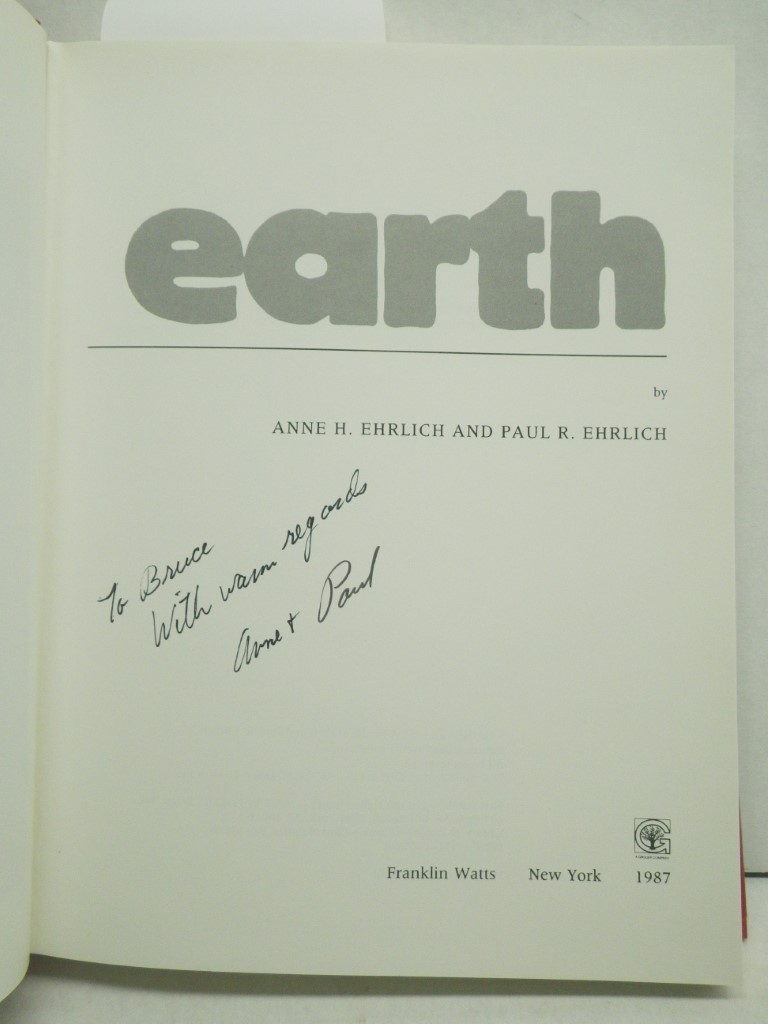 earth
by
ANNE H. EHRLICH AND PAUL R. EHRLICH
To Bruce
With warm regards
Anne + Paul
G
Franklin Watts New York 1987